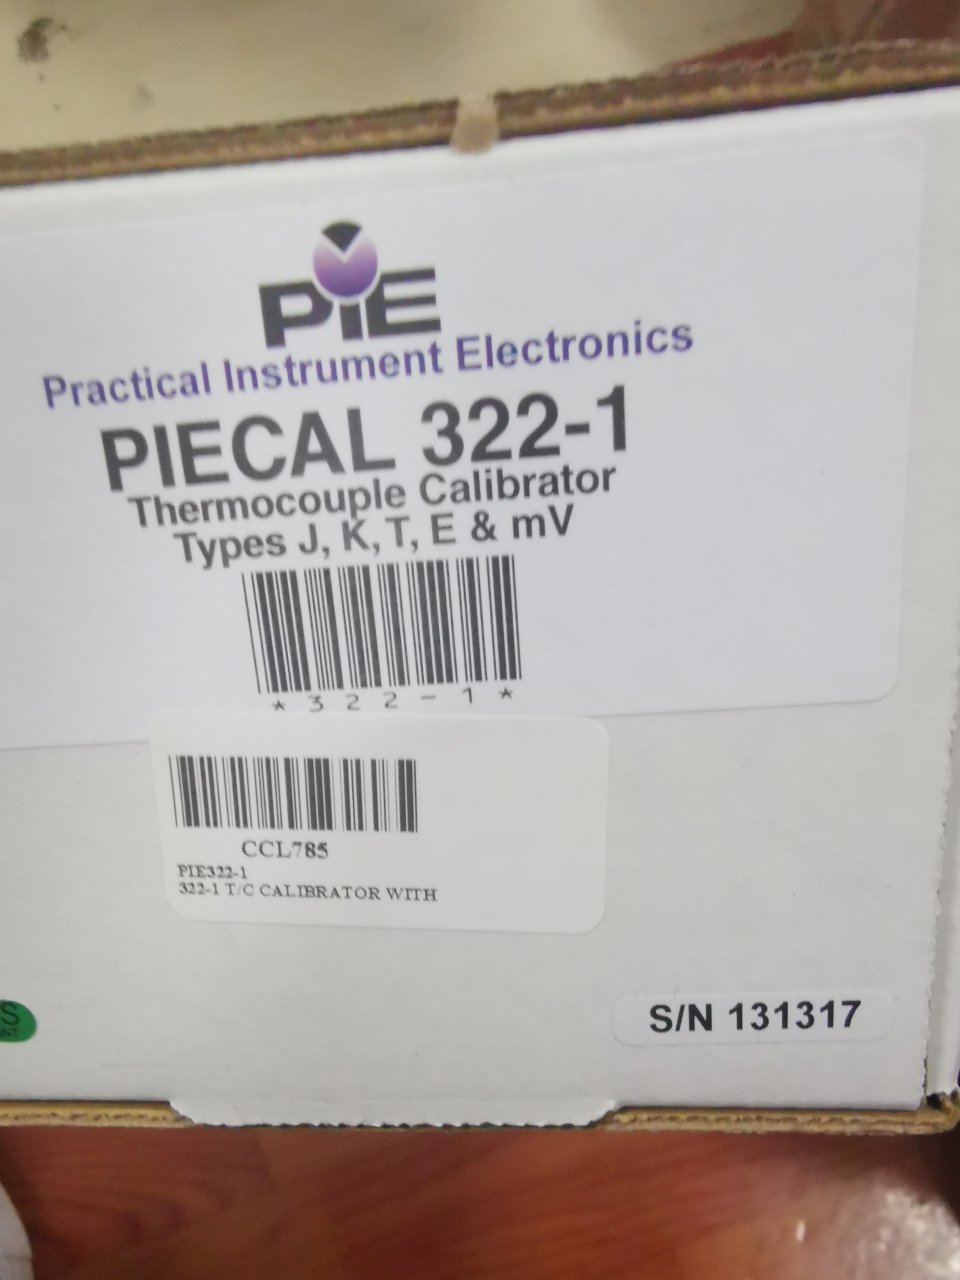 PIE
Practical Instrument Electronics
PIECAL 322-1
Thermocouple Calibrator
Types J, K, T, E & mV
*322-1*
CCL785
PIE322-1
322-1 T/C CALIBRATOR WITH
S
S/N 131317